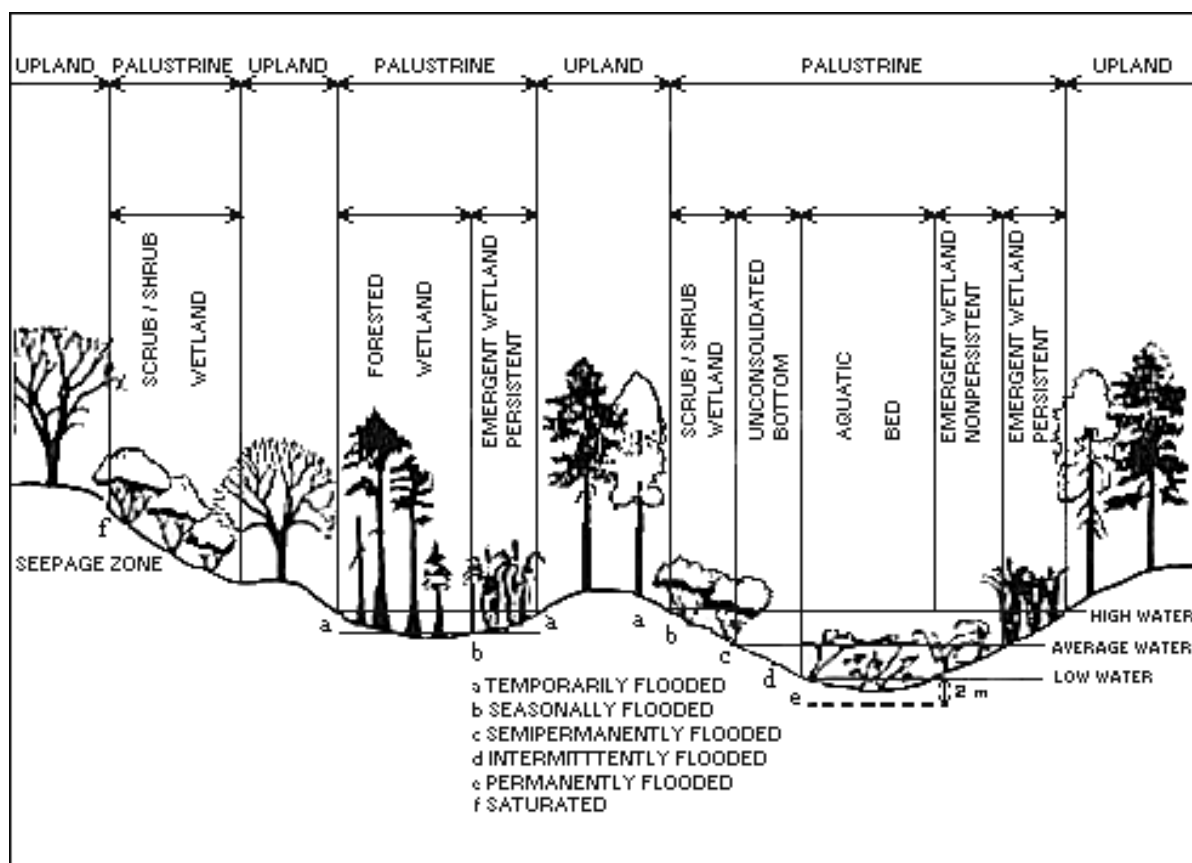 UPLAND PALUSTRINE UPLAND PALUSTRINE UPLAND PALUSTRINE UPLAND
SCRUB / SHRUB
WETLAND
FORESTED
WETLAND
EMERGENT WETLAND
PERSISTENT
SCRUB / SHRUB
WETLAND
UNCONSOLIDATED
BOTTOM
AQUATIC
BED
EMERGENT WETLAND
NONPERSISTENT
EMERGENT WETLAND
PERSISTENT
f
SEEPAGE ZONE
a
b
a
a
b
c
d
e
HIGH WATER
AVERAGE WATER
LOW WATER
2 m
a TEMPORARILY FLOODED
b SEASONALLY FLOODED
c SEMIPERMANENTLY FLOODED
d INTERMITTTENTLY FLOODED
e PERMANENTLY FLOODED
f SATURATED